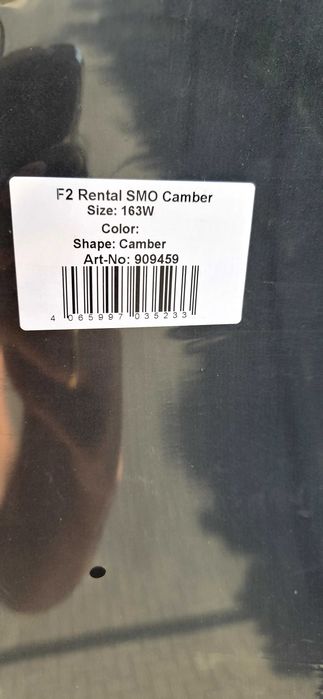 F2 Rental SMO Camber
Size: 163W
Color:
Shape: Camber
Art-No: 909459
4 065997 035233